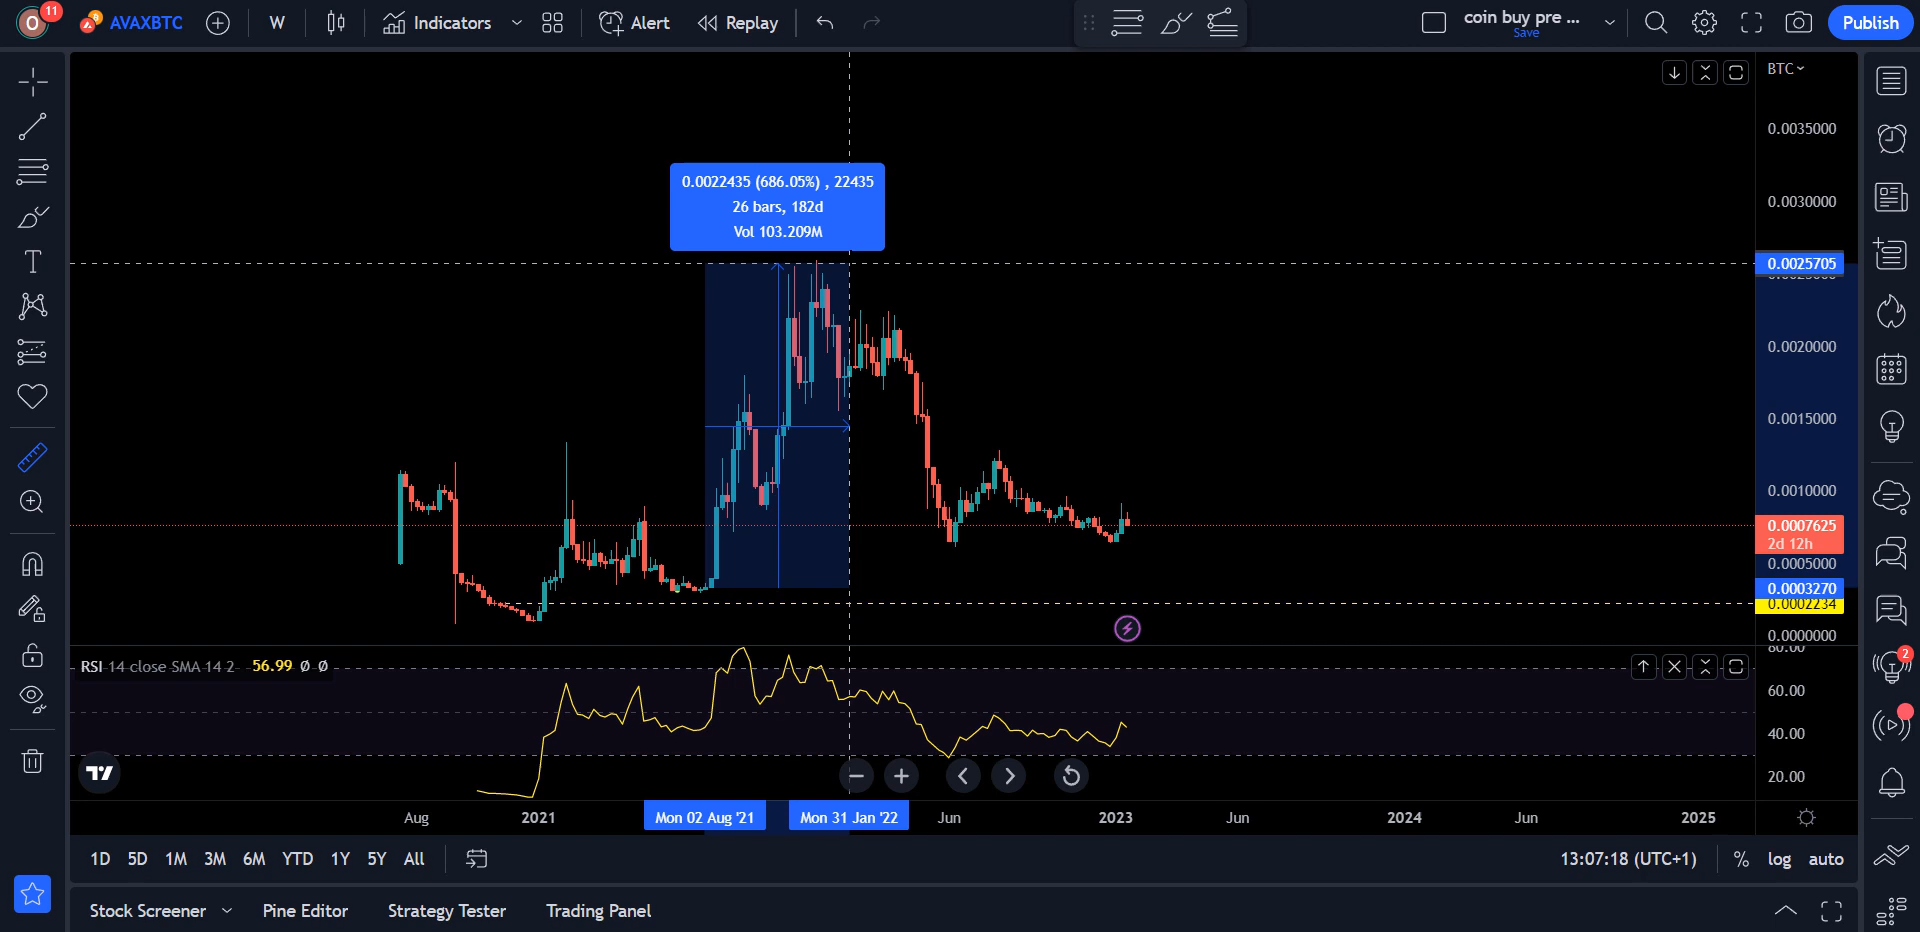 O
11
AVAXBTC
W
Indicators
Alert
Replay
coin buy pre ...
Save
Publish
BTC
0.0035000
0.0030000
0.0022435 (686.05%) , 22435
26 bars, 182d
Vol 103.209M
0.0025705
0.0020000
0.0015000
0.0010000
0.0007625
2d 12h
0.0005000
0.0003270
0.0002234
0.0000000
RSI 14 close SMA 14 2 56.99 Ø Ø
80.00
60.00
40.00
20.00
2
Aug
2021
Mon 02 Aug '21
Mon 31 Jan '22
Jun
2023
Jun
2024
Jun
2025
1D 5D 1M 3M 6M YTD 1Y 5Y All
13:07:18 (UTC+1)
% log auto
Stock Screener
Pine Editor
Strategy Tester
Trading Panel